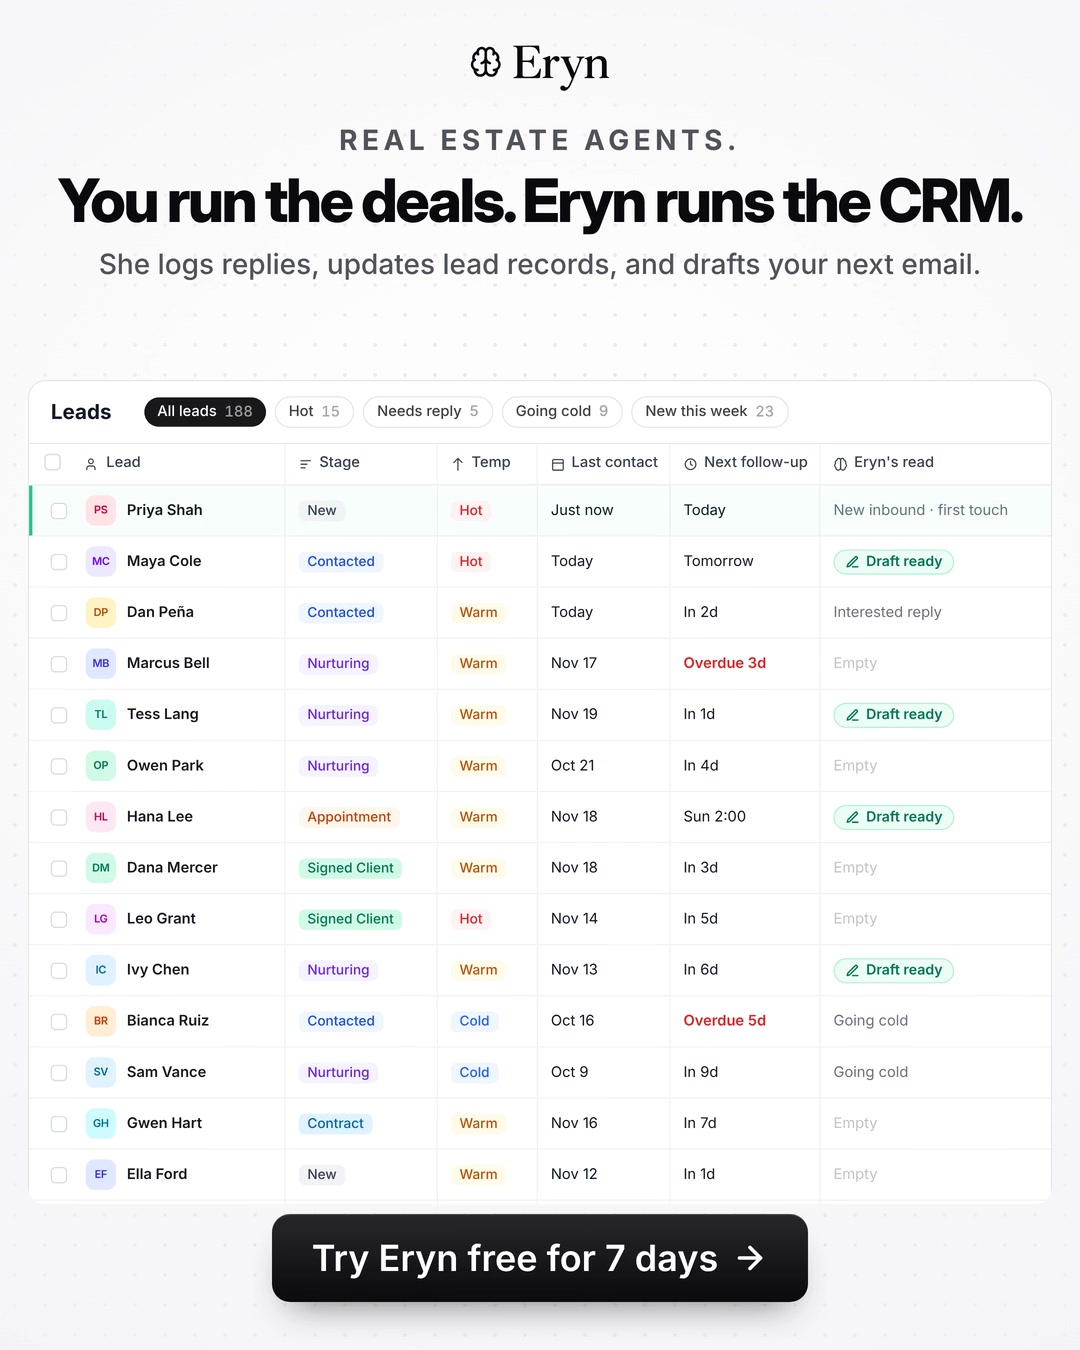 Eryn
REAL ESTATE AGENTS.
You run the deals. Eryn runs the CRM.
She logs replies, updates lead records, and drafts your next email.
Leads All leads 188 Hot 15 Needs reply 5 Going cold 9 New this week 23
Lead Stage Temp Last contact Next follow-up Eryn's read
PS Priya Shah New Hot Just now Today New inbound · first touch
MC Maya Cole Contacted Hot Today Tomorrow Draft ready
DP Dan Peña Contacted Warm Today In 2d Interested reply
MB Marcus Bell Nurturing Warm Nov 17 Overdue 3d Empty
TL Tess Lang Nurturing Warm Nov 19 In 1d Draft ready
OP Owen Park Nurturing Warm Oct 21 In 4d Empty
HL Hana Lee Appointment Warm Nov 18 Sun 2:00 Draft ready
DM Dana Mercer Signed Client Warm Nov 18 In 3d Empty
LG Leo Grant Signed Client Hot Nov 14 In 5d Empty
IC Ivy Chen Nurturing Warm Nov 13 In 6d Draft ready
BR Bianca Ruiz Contacted Cold Oct 16 Overdue 5d Going cold
SV Sam Vance Nurturing Cold Oct 9 In 9d Going cold
GH Gwen Hart Contract Warm Nov 16 In 7d Empty
EF Ella Ford New Warm Nov 12 In 1d Empty
Try Eryn free for 7 days →